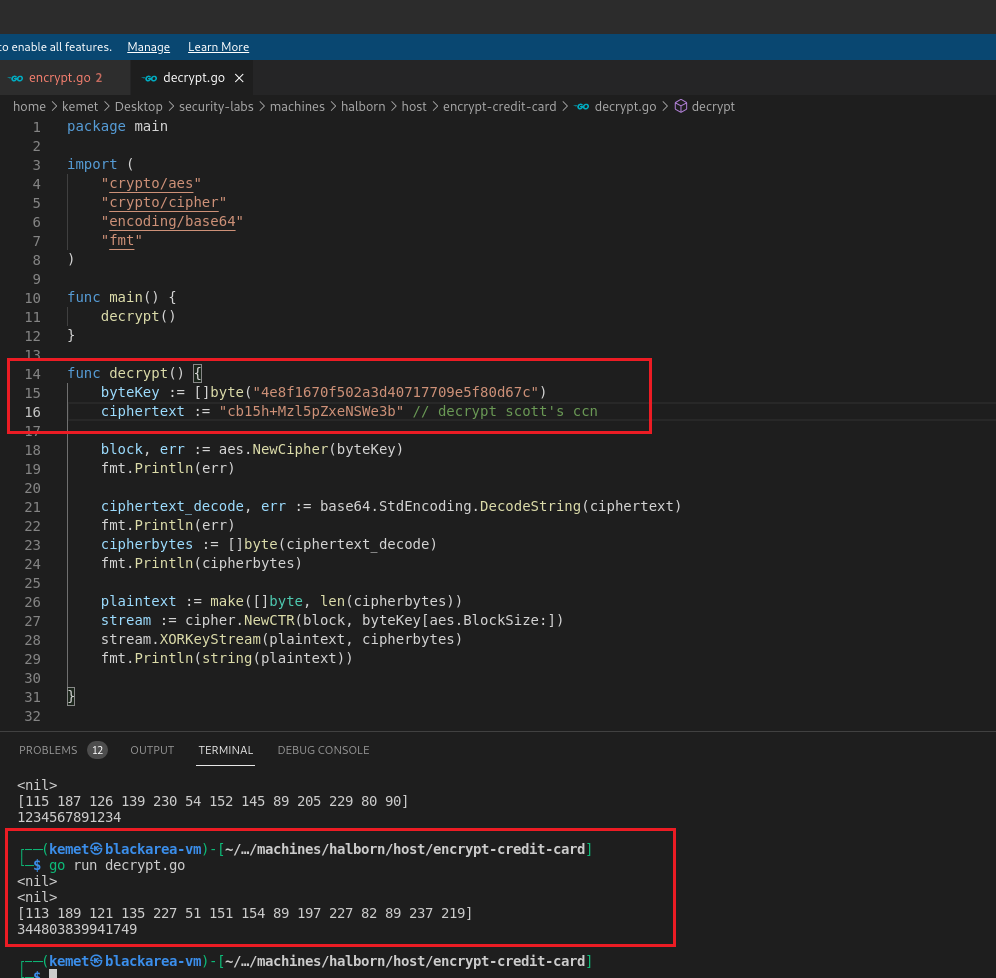 to enable all features. Manage Learn More
encrypt.go 2 decrypt.go
home > kemet > Desktop > security-labs > machines > halborn > host > encrypt-credit-card > decrypt.go > decrypt
1 package main
2
3 import (
4 "crypto/aes"
5 "crypto/cipher"
6 "encoding/base64"
7 "fmt"
8 )
9
10 func main() {
11 decrypt()
12 }
13
14 func decrypt() {
15 byteKey := []byte("4e8f1670f502a3d40717709e5f80d67c")
16 ciphertext := "cb15h+Mzl5pZxeNSWe3b" // decrypt scott's ccn
17
18 block, err := aes.NewCipher(byteKey)
19 fmt.Println(err)
20
21 ciphertext_decode, err := base64.StdEncoding.DecodeString(ciphertext)
22 fmt.Println(err)
23 cipherbytes := []byte(ciphertext_decode)
24 fmt.Println(cipherbytes)
25
26 plaintext := make([]byte, len(cipherbytes))
27 stream := cipher.NewCTR(block, byteKey[aes.BlockSize:])
28 stream.XORKeyStream(plaintext, cipherbytes)
29 fmt.Println(string(plaintext))
30
31 }
32
PROBLEMS 12 OUTPUT TERMINAL DEBUG CONSOLE
<nil>
[115 187 126 139 230 54 152 145 89 205 229 80 90]
1234567891234
┌──(kemet㉿blackarea-vm)-[~/…/machines/halborn/host/encrypt-credit-card]
└─$ go run decrypt.go
<nil>
<nil>
[113 189 121 135 227 51 151 154 89 197 227 82 89 237 219]
344803839941749
┌──(kemet㉿blackarea-vm)-[~/…/machines/halborn/host/encrypt-credit-card]
└─$